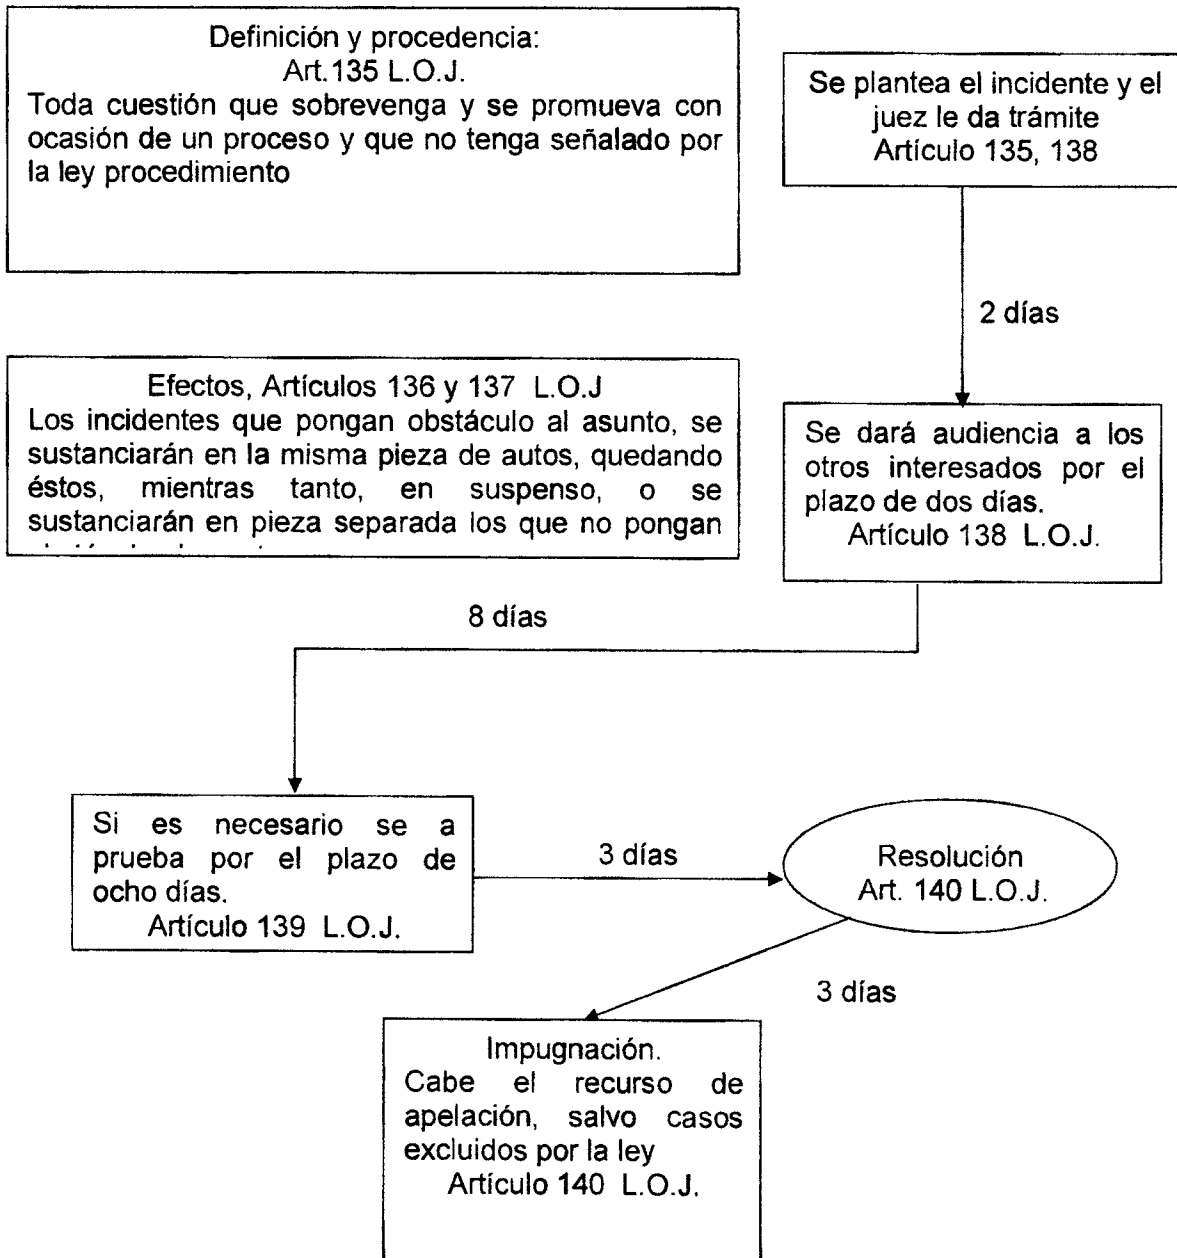 Definición y procedencia:
Art.135 L.O.J.
Toda cuestión que sobrevenga y se promueva con
ocasión de un proceso y que no tenga señalado por
la ley procedimiento
Se plantea el incidente y el
juez le da trámite
Artículo 135, 138
2 días
Efectos, Artículos 136 y 137 L.O.J
Los incidentes que pongan obstáculo al asunto, se
sustanciarán en la misma pieza de autos, quedando
éstos, mientras tanto, en suspenso, o se
sustanciarán en pieza separada los que no pongan
Se dará audiencia a los
otros interesados por el
plazo de dos días.
Artículo 138 L.O.J.
8 días
Si es necesario se a
prueba por el plazo de
ocho días.
Artículo 139 L.O.J.
3 días
Resolución
Art. 140 L.O.J.
3 días
Impugnación.
Cabe el recurso de
apelación, salvo casos
excluidos por la ley
Artículo 140 L.O.J.